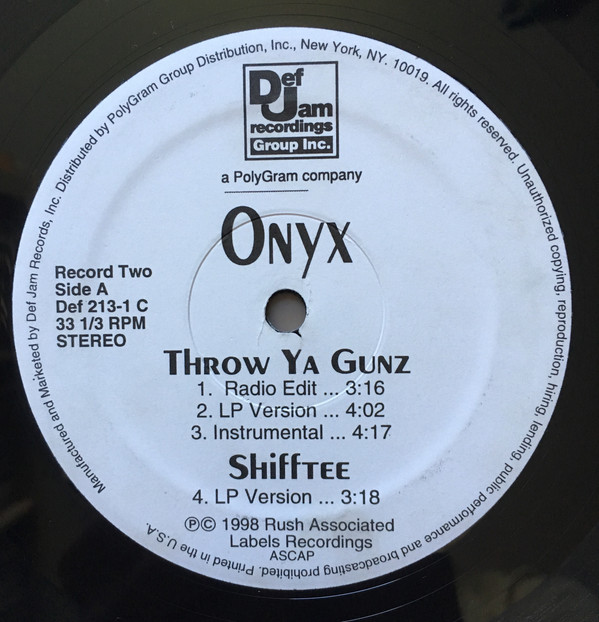 Manufactured and Marketed by Def Jam Records, Inc. Distributed by PolyGram Group Distribution, Inc., New York, NY. 10019. All rights reserved. Unauthorized copying, reproduction, hiring, lending, public performance and broadcasting prohibited. Printed in the U.S.A.
Def
Jam
recordings
Group Inc.
a PolyGram company
Onyx
Record Two
Side A
Def 213-1 C
33 1/3 RPM
STEREO
Throw Ya Gunz
1. Radio Edit ... 3:16
2. LP Version ... 4:02
3. Instrumental ... 4:17
Shifftee
4. LP Version ... 3:18
℗© 1998 Rush Associated
Labels Recordings
ASCAP